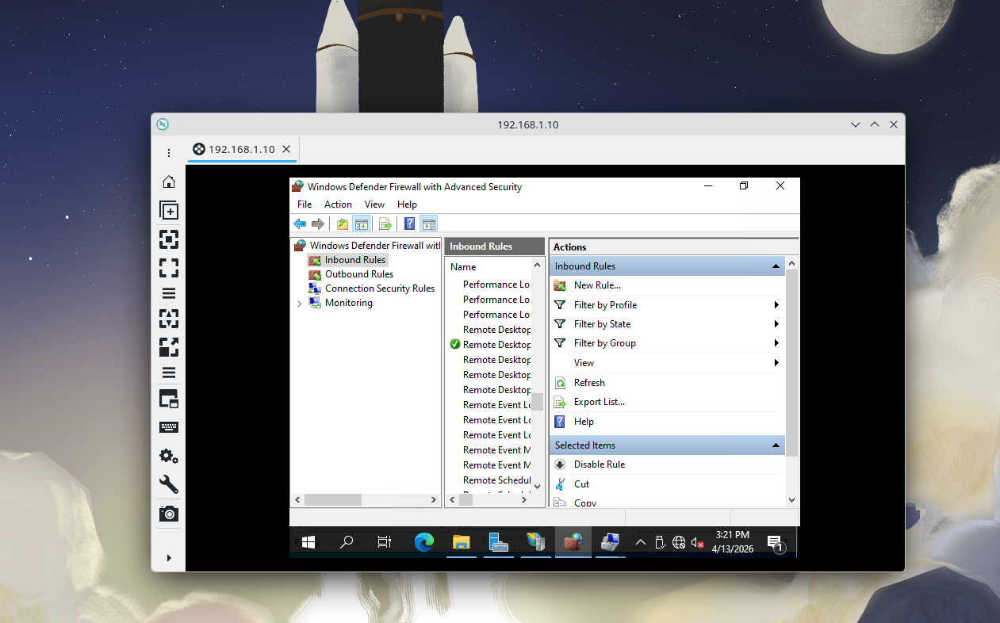 192.168.1.10
192.168.1.10
Windows Defender Firewall with Advanced Security
File Action View Help
Windows Defender Firewall wit
Inbound Rules
Outbound Rules
Connection Security Rules
Monitoring
Inbound Rules
Name
Performance Lo
Performance Lo
Performance Lo
Remote Desktop
Remote Desktop
Remote Desktop
Remote Desktop
Remote Desktop
Remote Event Lo
Remote Event Lo
Remote Event Lo
Remote Event M
Remote Event M
Remote Schedul
Actions
Inbound Rules
New Rule...
Filter by Profile
Filter by State
Filter by Group
View
Refresh
Export List...
Help
Selected Items
Disable Rule
Cut
Copy
3:21 PM
4/13/2026
1